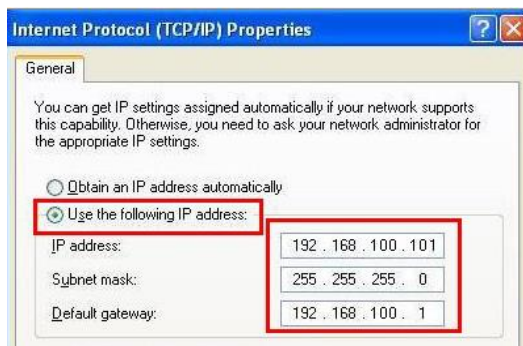 Internet Protocol (TCP/IP) Properties
General
You can get IP settings assigned automatically if your network supports
this capability. Otherwise, you need to ask your network administrator for
the appropriate IP settings.
Obtain an IP address automatically
Use the following IP address:
IP address: 192 . 168 . 100 . 101
Subnet mask: 255 . 255 . 255 . 0
Default gateway: 192 . 168 . 100 . 1